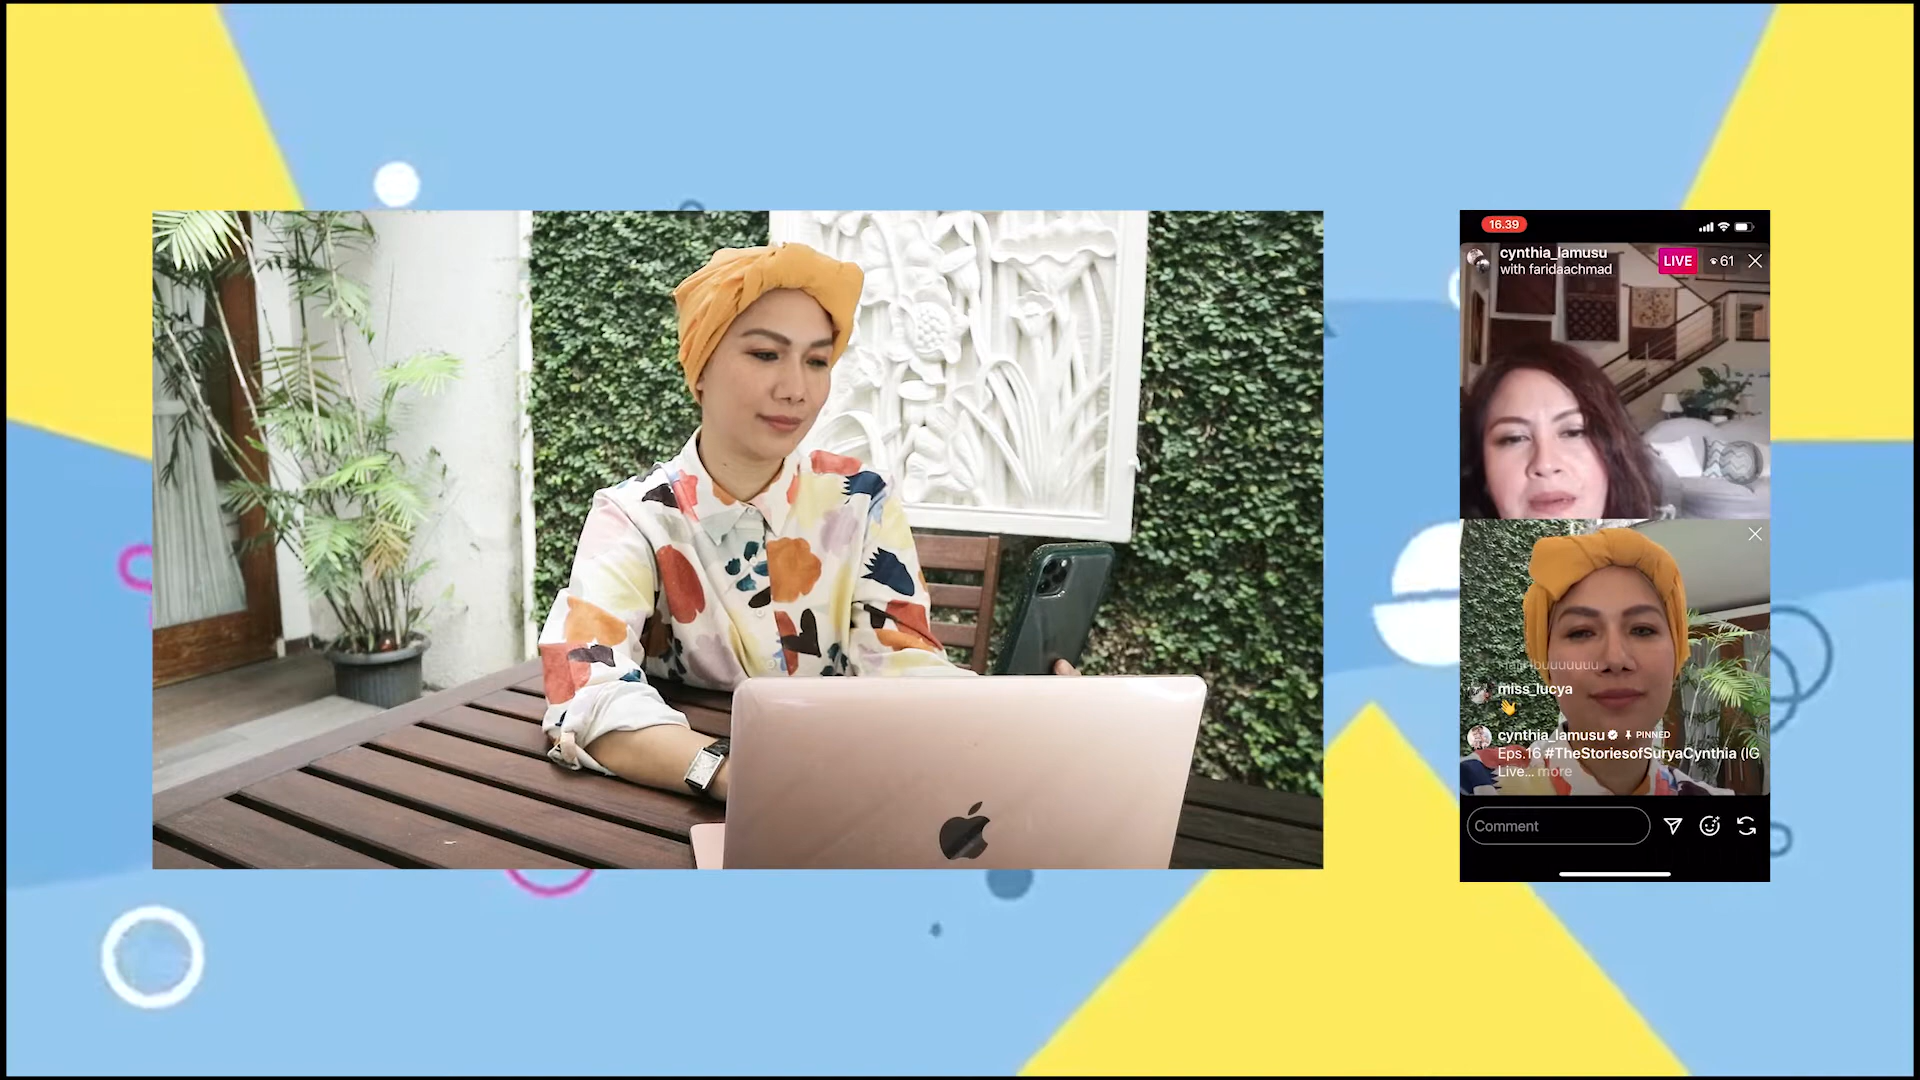 16.39
cynthia_lamusu
with faridaachmad
LIVE
61
miss_lucya
cynthia_lamusu PINNED
Eps.16 #TheStoriesofSuryaCynthia (IG
Live... more
Comment